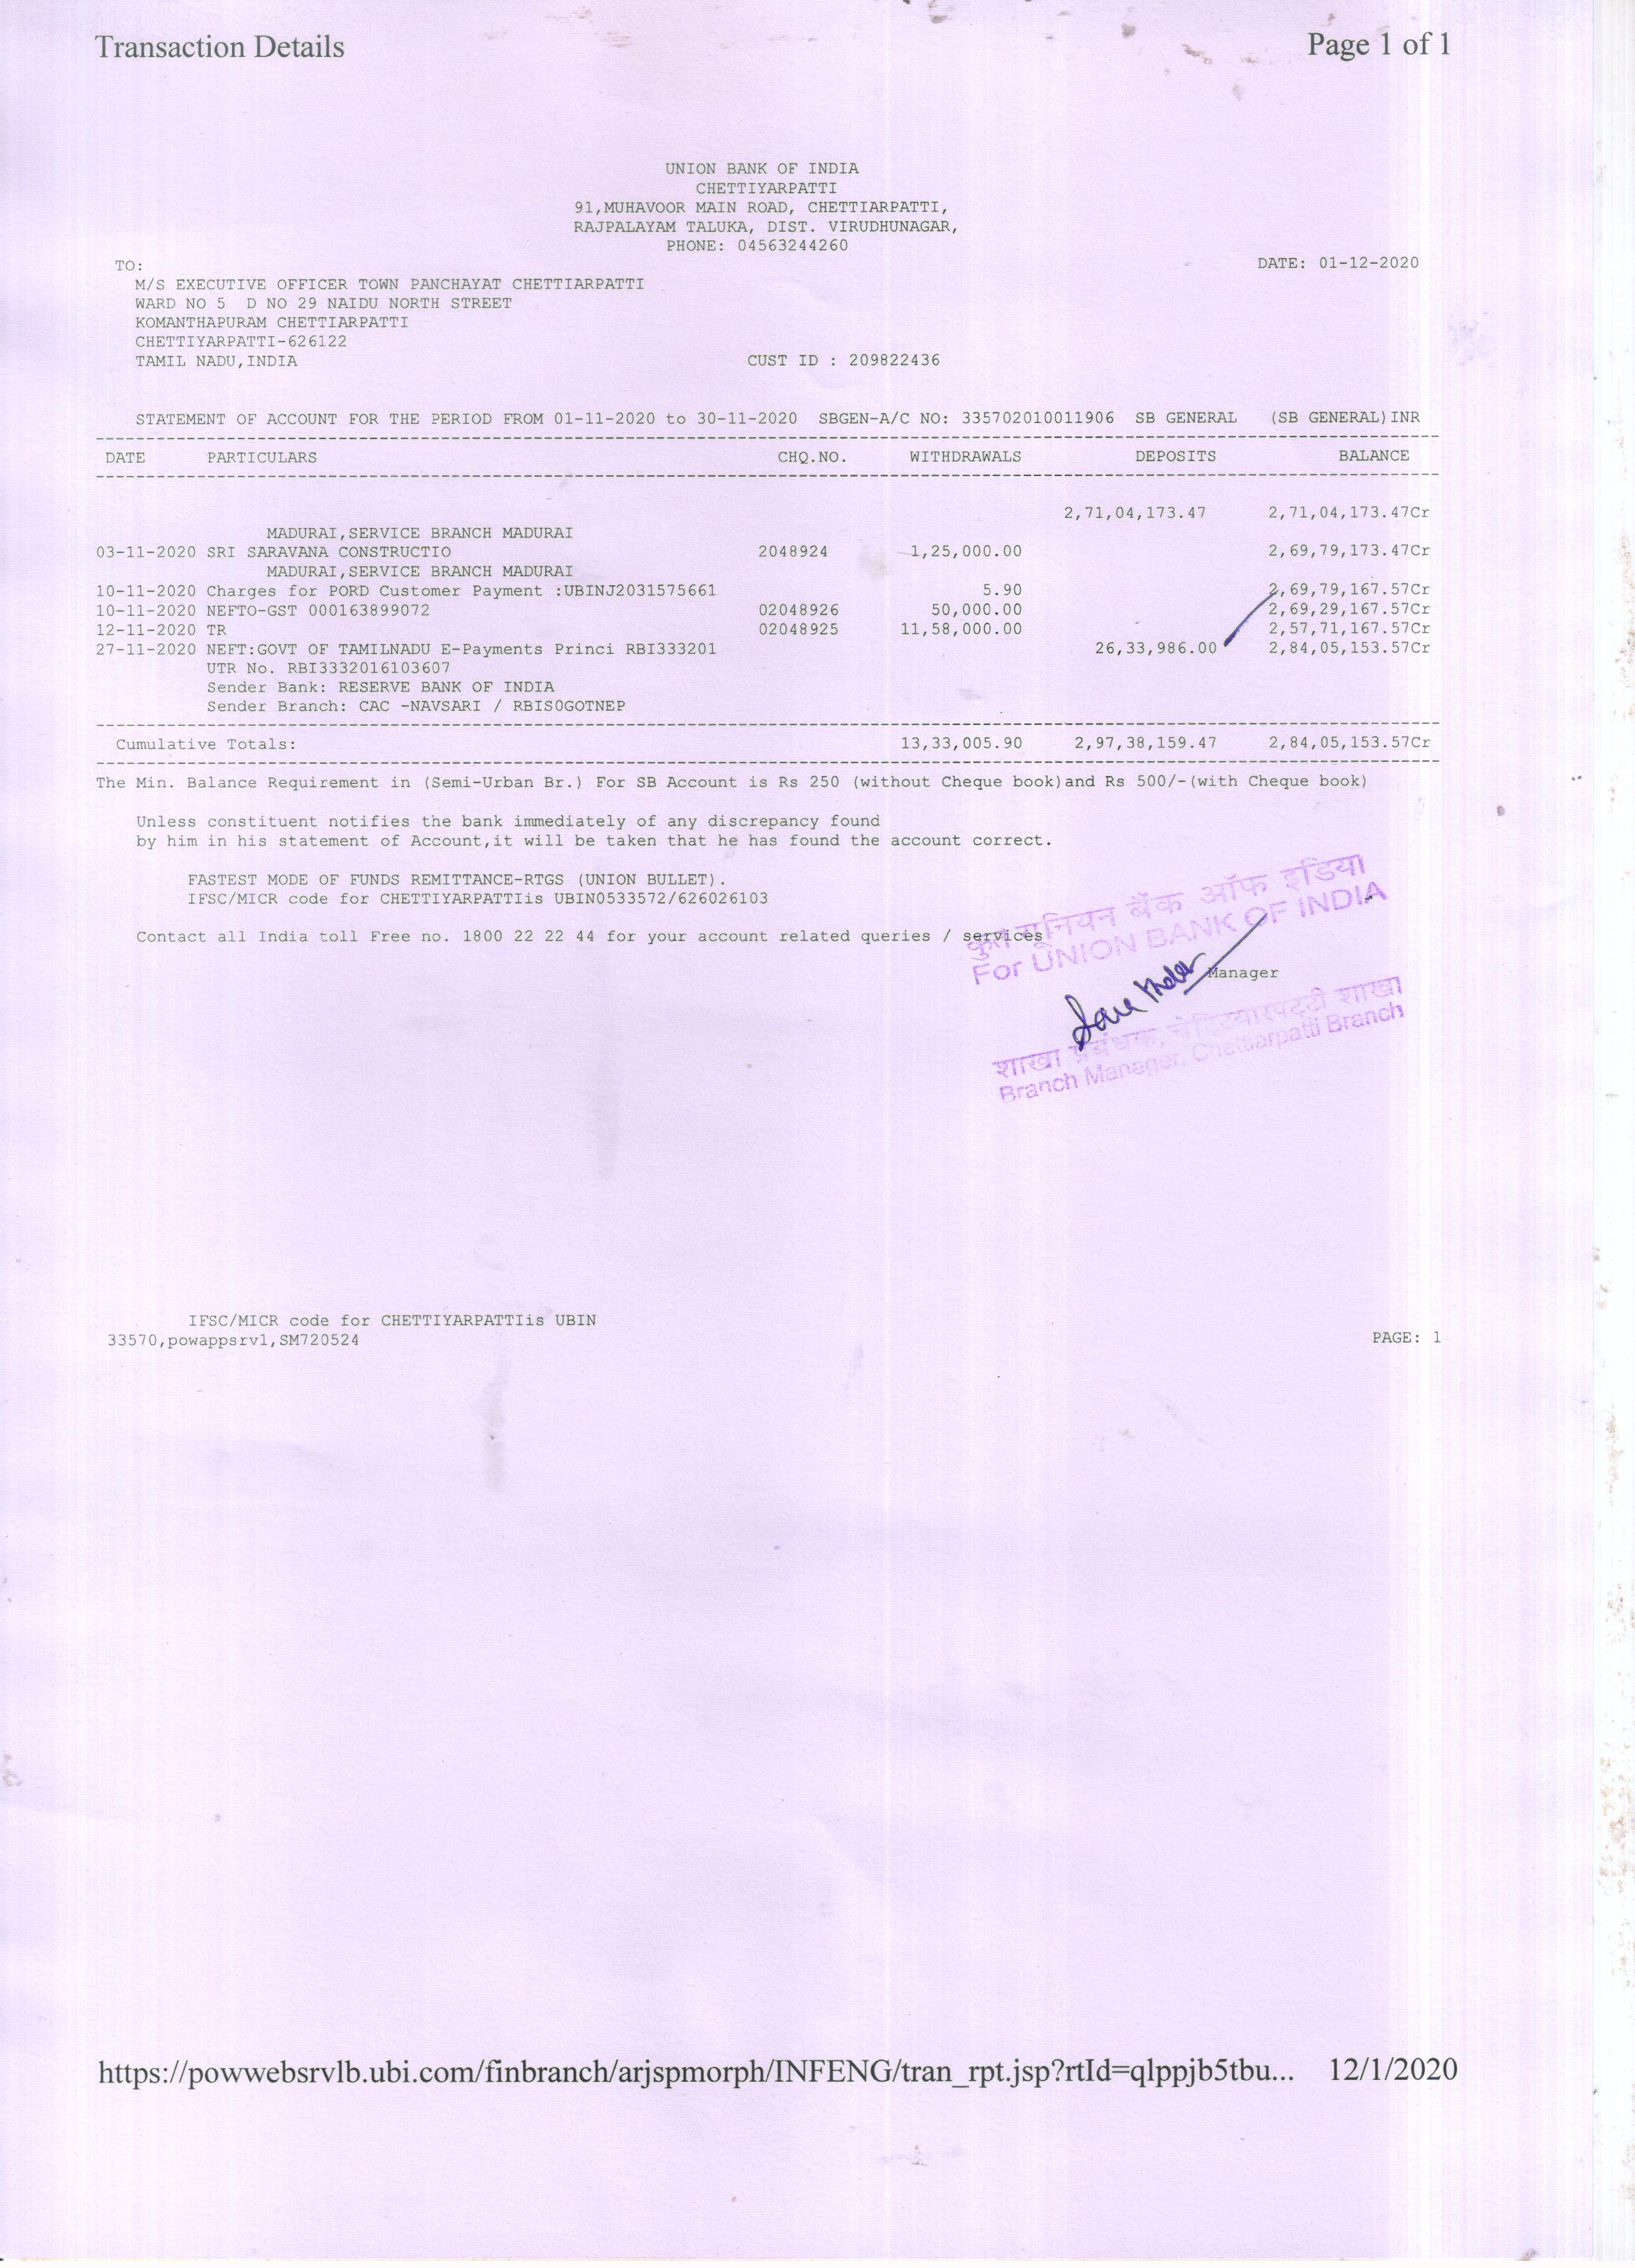 Transaction Details Page 1 of 1
UNION BANK OF INDIA
CHETTIYARPATTI
91,MUHAVOOR MAIN ROAD, CHETTIARPATTI,
RAJPALAYAM TALUKA, DIST. VIRUDHUNAGAR,
PHONE: 04563244260
TO: DATE: 01-12-2020
M/S EXECUTIVE OFFICER TOWN PANCHAYAT CHETTIARPATTI
WARD NO 5 D NO 29 NAIDU NORTH STREET
KOMANTHAPURAM CHETTIARPATTI
CHETTIYARPATTI-626122
TAMIL NADU,INDIA CUST ID : 209822436
STATEMENT OF ACCOUNT FOR THE PERIOD FROM 01-11-2020 to 30-11-2020 SBGEN-A/C NO: 335702010011906 SB GENERAL (SB GENERAL)INR
DATE PARTICULARS CHQ.NO. WITHDRAWALS DEPOSITS BALANCE
2,71,04,173.47 2,71,04,173.47Cr
MADURAI,SERVICE BRANCH MADURAI
03-11-2020 SRI SARAVANA CONSTRUCTIO 2048924 1,25,000.00 2,69,79,173.47Cr
MADURAI,SERVICE BRANCH MADURAI
10-11-2020 Charges for PORD Customer Payment :UBINJ2031575661 5.90 2,69,79,167.57Cr
10-11-2020 NEFTO-GST 000163899072 02048926 50,000.00 2,69,29,167.57Cr
12-11-2020 TR 02048925 11,58,000.00 2,57,71,167.57Cr
27-11-2020 NEFT:GOVT OF TAMILNADU E-Payments Princi RBI333201 26,33,986.00 2,84,05,153.57Cr
UTR No. RBI3332016103607
Sender Bank: RESERVE BANK OF INDIA
Sender Branch: CAC -NAVSARI / RBIS0GOTNEP
Cumulative Totals: 13,33,005.90 2,97,38,159.47 2,84,05,153.57Cr
The Min. Balance Requirement in (Semi-Urban Br.) For SB Account is Rs 250 (without Cheque book)and Rs 500/-(with Cheque book)
Unless constituent notifies the bank immediately of any discrepancy found
by him in his statement of Account,it will be taken that he has found the account correct.
FASTEST MODE OF FUNDS REMITTANCE-RTGS (UNION BULLET).
IFSC/MICR code for CHETTIYARPATTIis UBIN0533572/626026103
Contact all India toll Free no. 1800 22 22 44 for your account related queries / services
यूनियन बैंक ऑफ इंडिया
For UNION BANK OF INDIA
Manager
शाखा प्रबंधक, चेट्टियारपट्टी शाखा
Branch Manager, Chettiarpatti Branch
IFSC/MICR code for CHETTIYARPATTIis UBIN
33570,powappsrv1,SM720524 PAGE: 1
https://powwebsrvlb.ubi.com/finbranch/arjspmorph/INFENG/tran_rpt.jsp?rtId=qlppjb5tbu... 12/1/2020